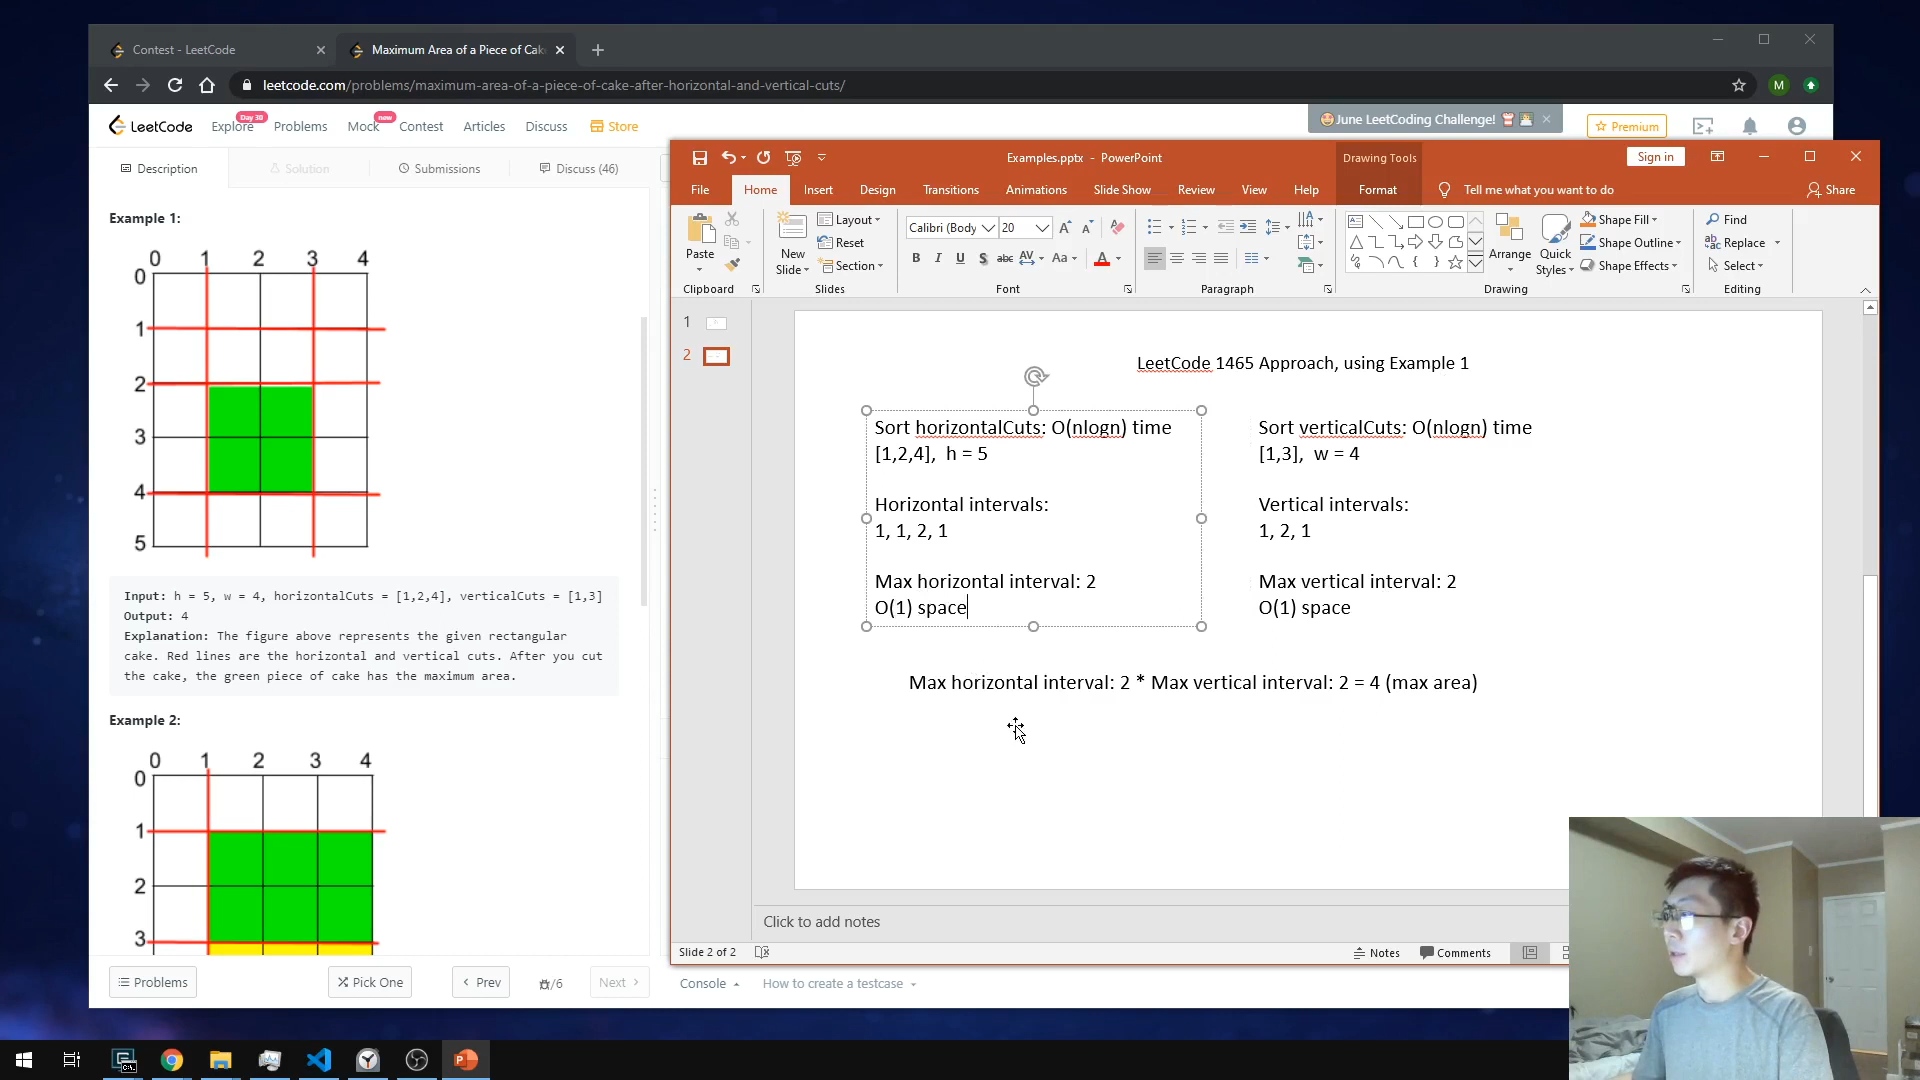 Contest - LeetCode
Maximum Area of a Piece of Cak
leetcode.com/problems/maximum-area-of-a-piece-of-cake-after-horizontal-and-vertical-cuts/
M
LeetCode
Explore
Day 30
Problems
Mock
new
Contest
Articles
Discuss
Store
June LeetCoding Challenge!
Premium
Description
Solution
Submissions
Discuss (46)
Example 1:
0 1 2 3 4
0
1
2
3
4
5
Input: h = 5, w = 4, horizontalCuts = [1,2,4], verticalCuts = [1,3]
Output: 4
Explanation: The figure above represents the given rectangular
cake. Red lines are the horizontal and vertical cuts. After you cut
the cake, the green piece of cake has the maximum area.
Example 2:
0 1 2 3 4
0
1
2
3
Problems
Pick One
Prev
/6
Next
Console
How to create a testcase
Examples.pptx - PowerPoint
Drawing Tools
Sign in
File
Home
Insert
Design
Transitions
Animations
Slide Show
Review
View
Help
Format
Tell me what you want to do
Share
Paste
Clipboard
New
Slide
Layout
Reset
Section
Slides
Calibri (Body
20
B I U S abc AV Aa A
Font
Paragraph
Arrange
Quick
Styles
Shape Fill
Shape Outline
Shape Effects
Drawing
Find
Replace
Select
Editing
1
2
LeetCode 1465 Approach, using Example 1
Sort horizontalCuts: O(nlogn) time
[1,2,4], h = 5
Horizontal intervals:
1, 1, 2, 1
Max horizontal interval: 2
O(1) space
Sort verticalCuts: O(nlogn) time
[1,3], w = 4
Vertical intervals:
1, 2, 1
Max vertical interval: 2
O(1) space
Max horizontal interval: 2 * Max vertical interval: 2 = 4 (max area)
Click to add notes
Slide 2 of 2
Notes
Comments